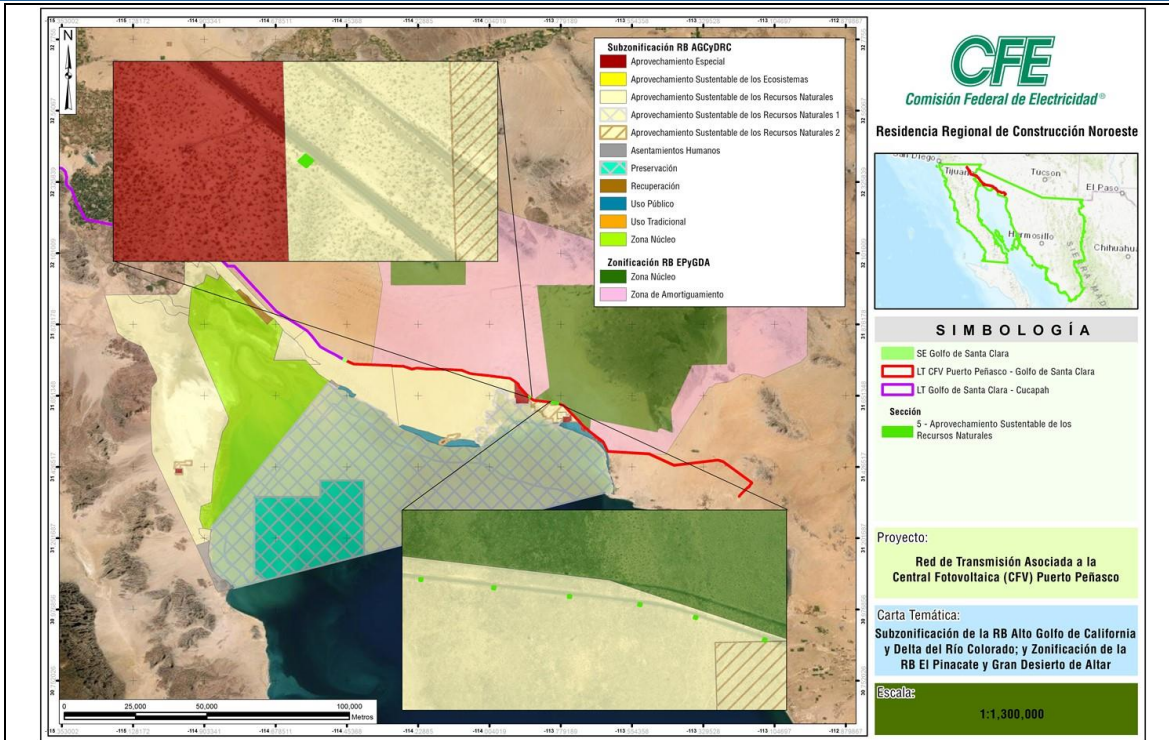 N
Subzonificación RB AGCyDRC
Aprovechamiento Especial
Aprovechamiento Sustentable de los Ecosistemas
Aprovechamiento Sustentable de los Recursos Naturales
Aprovechamiento Sustentable de los Recursos Naturales 1
Aprovechamiento Sustentable de los Recursos Naturales 2
Asentamientos Humanos
Preservación
Recuperación
Uso Público
Uso Tradicional
Zona Núcleo
Zonificación RB EPyGDA
Zona Núcleo
Zona de Amortiguamiento
0 25,000 50,000 100,000
Metros
CFE
Comisión Federal de Electricidad®
Residencia Regional de Construcción Noroeste
San Diego
Tijuana
Tucson
El Paso
Hermosillo
Chihuahu
SIMBOLOGÍA
SE Golfo de Santa Clara
LT CFV Puerto Peñasco - Golfo de Santa Clara
LT Golfo de Santa Clara - Cucapah
Sección
5 - Aprovechamiento Sustentable de los
Recursos Naturales
Proyecto:
Red de Transmisión Asociada a la
Central Fotovoltaica (CFV) Puerto Peñasco
Carta Temática:
Subzonificación de la RB Alto Golfo de California
y Delta del Río Colorado; y Zonificación de la
RB El Pinacate y Gran Desierto de Altar
Escala:
1:1,300,000